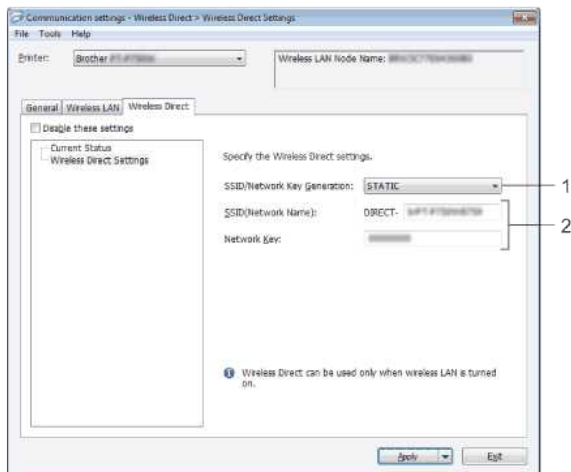 Communication settings - Wireless Direct > Wireless Direct Settings
File Tools Help
Printer: Brother
Wireless LAN Node Name:
General Wireless LAN Wireless Direct
Disable these settings
Current Status
Wireless Direct Settings
Specify the Wireless Direct settings.
SSID/Network Key Generation: STATIC
1
SSID(Network Name): DIRECT-
2
Network Key:
Wireless Direct can be used only when wireless LAN is turned
on.
Apply Exit